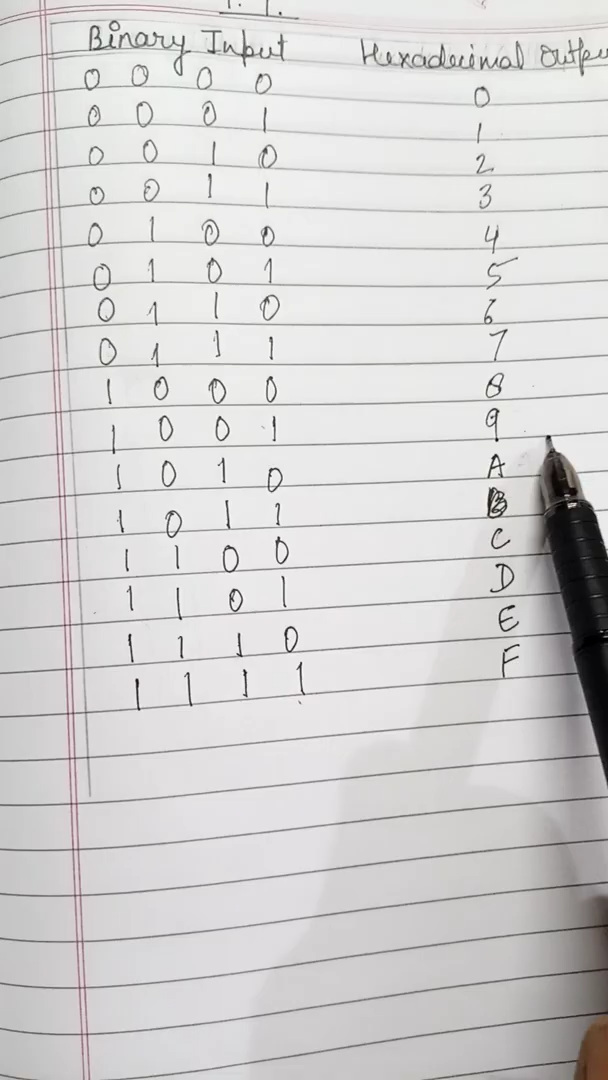 T. T.
Binary Input Hexadecimal Outpu
0 0 0 0 0
0 0 0 1 1
0 0 1 0 2
0 0 1 1 3
0 1 0 0 4
0 1 0 1 5
0 1 1 0 6
0 1 1 1 7
1 0 0 0 8
1 0 0 1 9
1 0 1 0 A
1 0 1 1 B
1 1 0 0 C
1 1 0 1 D
1 1 1 0 E
1 1 1 1 F